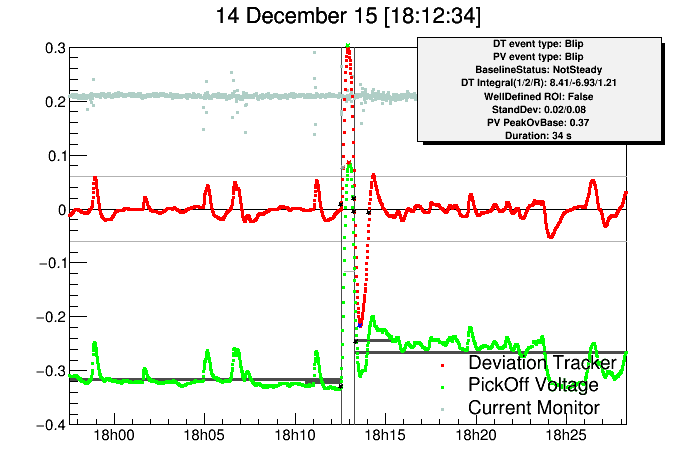 14 December 15 [18:12:34]
DT event type: Blip
PV event type: Blip
BaselineStatus: NotSteady
DT Integral(1/2/R): 8.41/-6.93/1.21
WellDefined ROI: False
StandDev: 0.02/0.08
PV PeakOvBase: 0.37
Duration: 34 s
0.3
0.2
0.1
0
−0.1
−0.2
−0.3
−0.4
Deviation Tracker
PickOff Voltage
Current Monitor
18h00 18h05 18h10 18h15 18h20 18h25